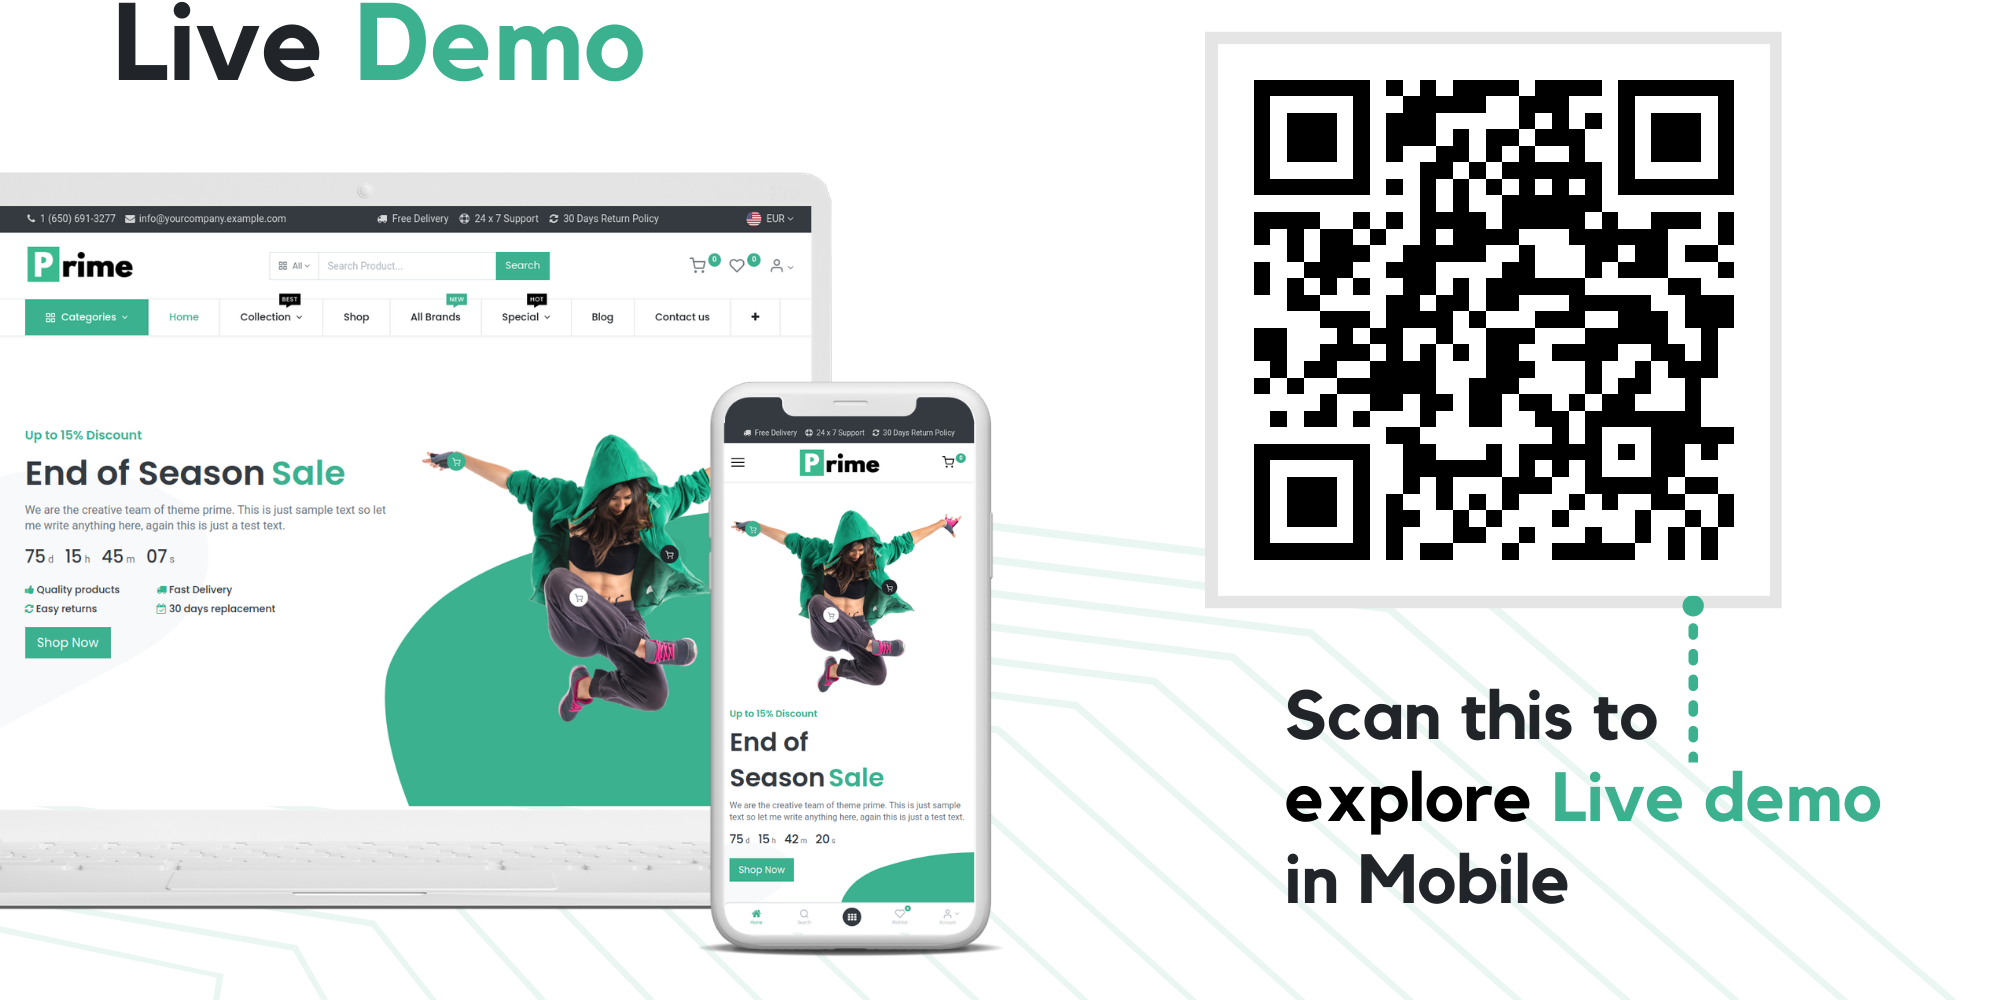 Live Demo
1 (650) 691-3277 info@yourcompany.example.com Free Delivery 24 x 7 Support 30 Days Return Policy EUR
Prime All Search Product... Search 0 0
BEST NEW HOT
Categories Home Collection Shop All Brands Special Blog Contact us +
Up to 15% Discount
End of Season Sale
We are the creative team of theme prime. This is just sample text so let
me write anything here, again this is just a test text.
75 d 15 h 45 m 07 s
Quality products Fast Delivery
Easy returns 30 days replacement
Shop Now
Free Delivery 24 x 7 Support 30 Days Return Policy
Prime 0
Up to 15% Discount
End of
Season Sale
We are the creative team of theme prime. This is just sample
text so let me write anything here, again this is just a test text.
75 d 15 h 42 m 20 s
Shop Now
0
Home Search Wishlist Account
Scan this to
explore Live demo
in Mobile